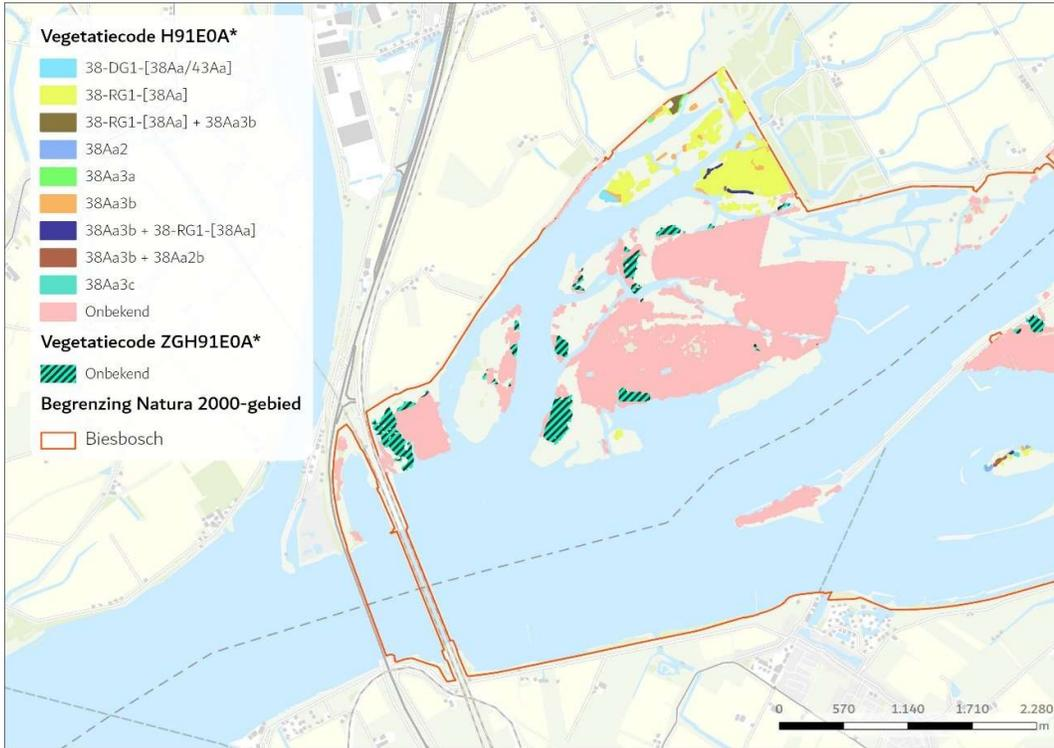 Vegetatiecode H91E0A*
38-DG1-[38Aa/43Aa]
38-RG1-[38Aa]
38-RG1-[38Aa] + 38Aa3b
38Aa2
38Aa3a
38Aa3b
38Aa3b + 38-RG1-[38Aa]
38Aa3b + 38Aa2b
38Aa3c
Onbekend
Vegetatiecode ZGH91E0A*
Onbekend
Begrenzing Natura 2000-gebied
Biesbosch
0 570 1.140 1.710 2.280
m